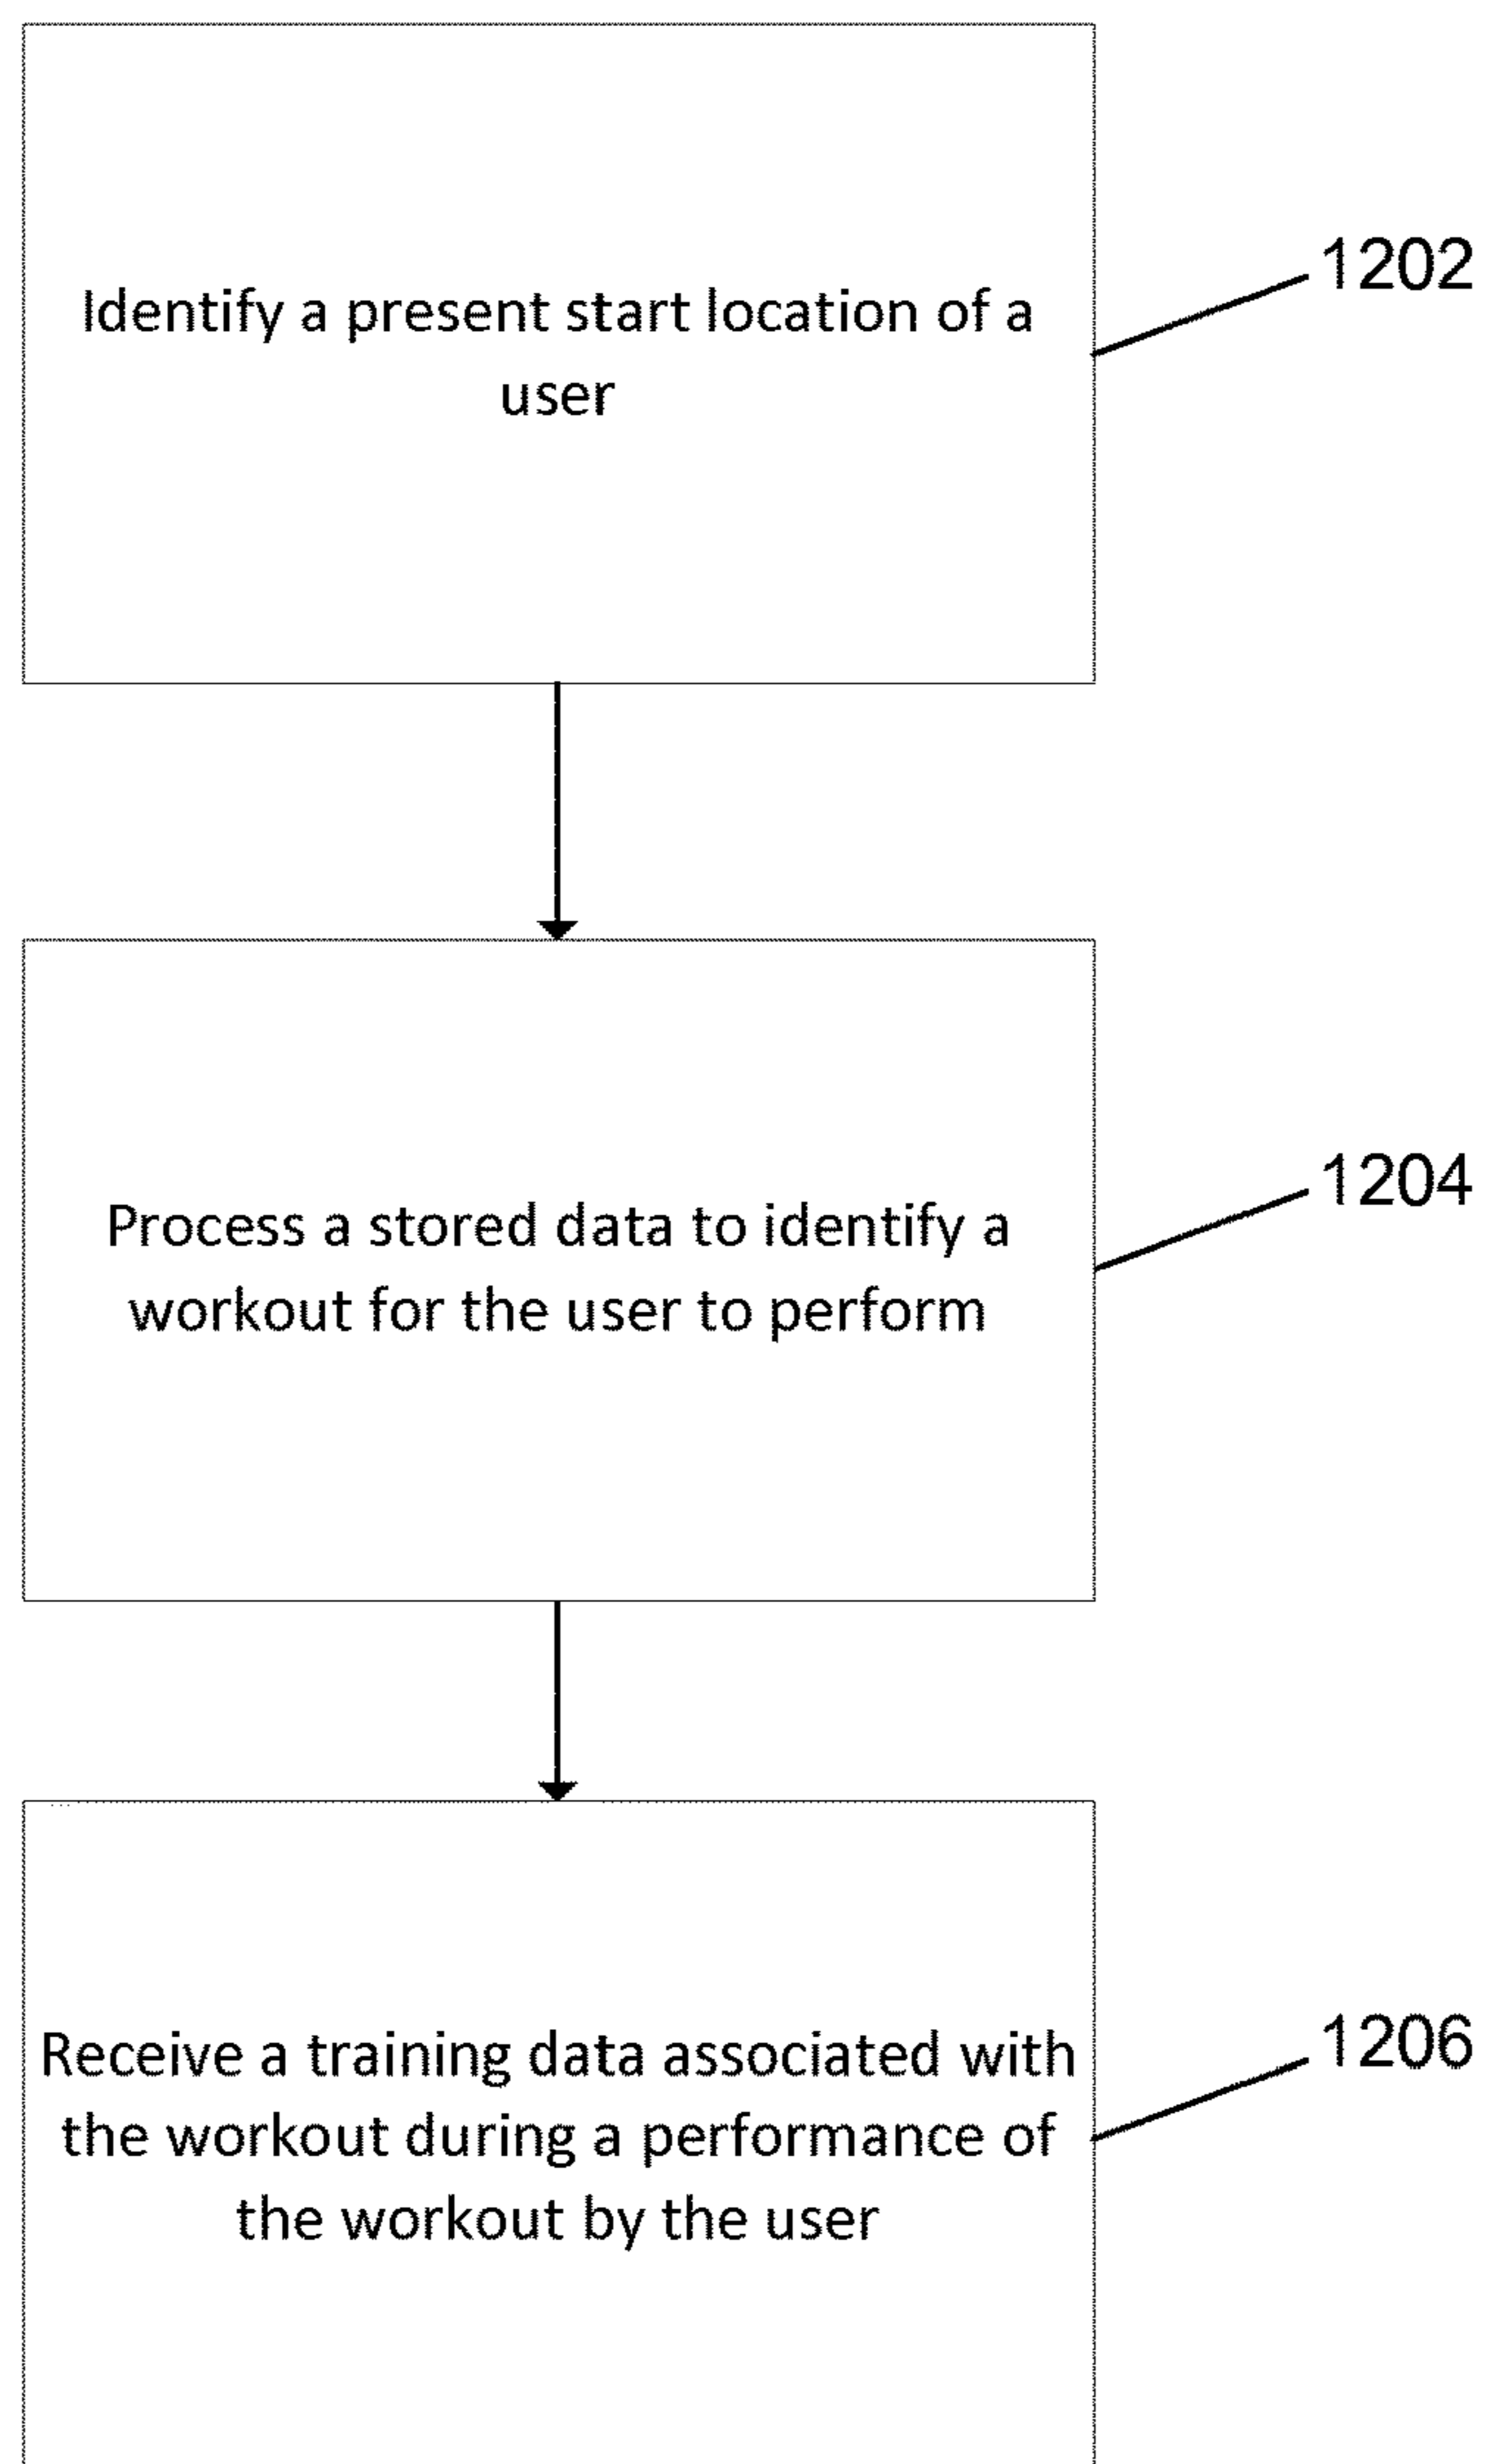 Identify a present start location of a
user
1202
Process a stored data to identify a
workout for the user to perform
1204
Receive a training data associated with
the workout during a performance of
the workout by the user
1206